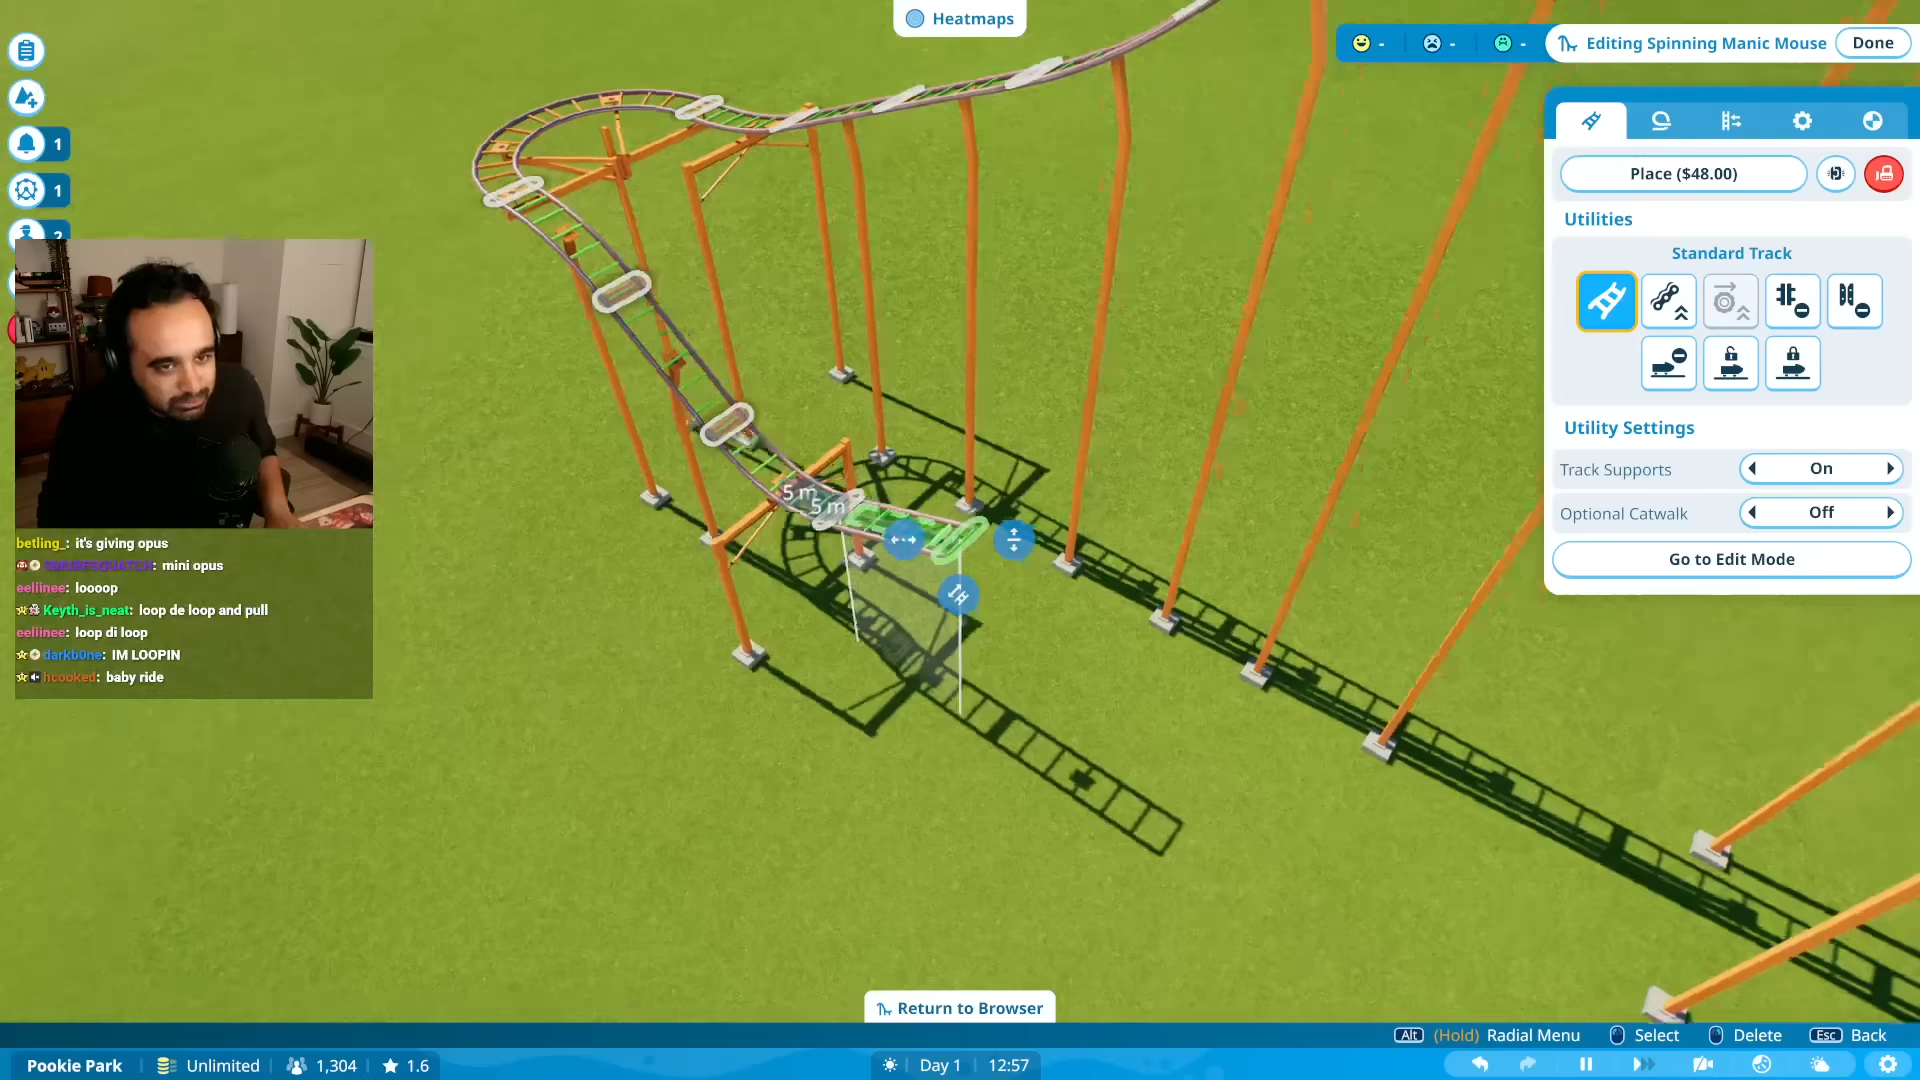 Heatmaps
-
-
-
Editing Spinning Manic Mouse
Done
1
1
2
Place ($48.00)
Utilities
Standard Track
Utility Settings
Track Supports
On
Optional Catwalk
Off
Go to Edit Mode
5 m
5 m
betling_: it's giving opus
mini opus
eeliinee: loooop
Keyth_is_neat: loop de loop and pull
eeliinee: loop di loop
darkb0ne: IM LOOPIN
hcooked: baby ride
Return to Browser
Alt (Hold) Radial Menu Select Delete Esc Back
Pookie Park Unlimited 1,304 1.6 Day 1 12:57